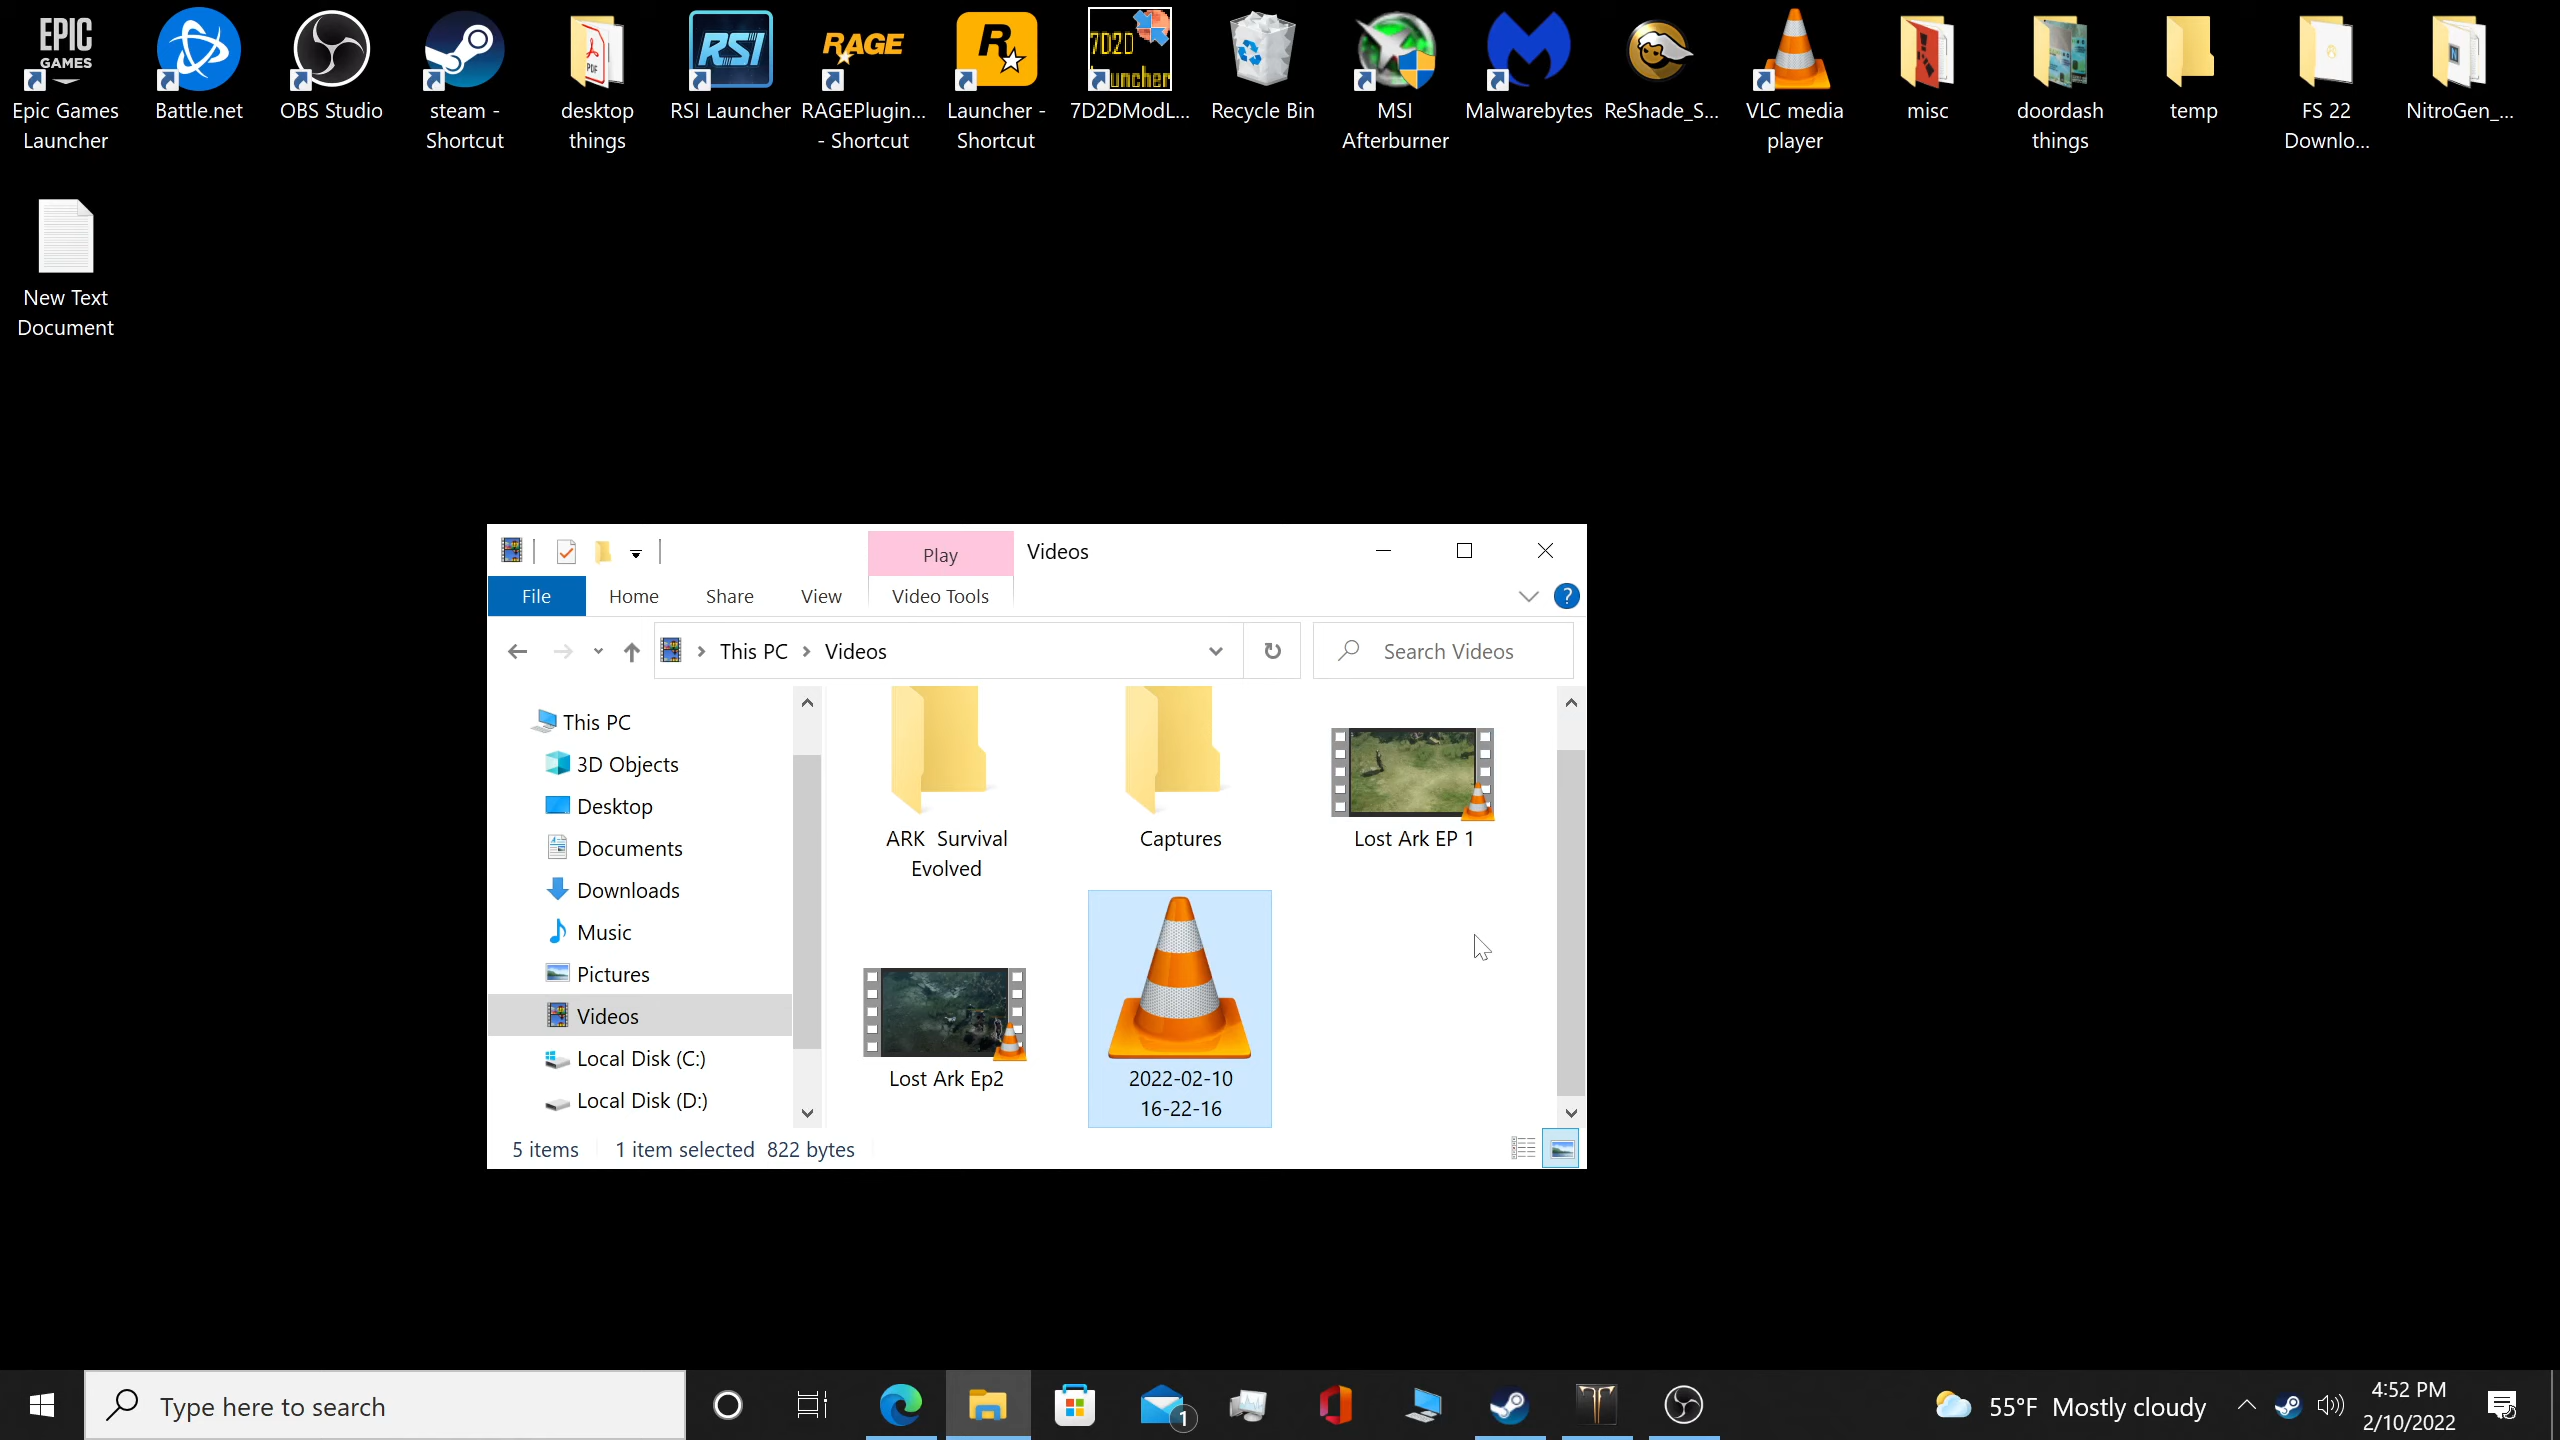 EPIC
GAMES
RSI
RAGE
R
7D2D
Launcher
Epic Games
Launcher
Battle.net
OBS Studio
steam -
Shortcut
desktop
things
RSI Launcher
RAGEPlugin...
- Shortcut
Launcher -
Shortcut
7D2DModL...
Recycle Bin
MSI
Afterburner
Malwarebytes
ReShade_S...
VLC media
player
misc
doordash
things
temp
FS 22
Downlo...
NitroGen_...
New Text
Document
Play
Videos
File
Home
Share
View
Video Tools
?
This PC
Videos
Search Videos
This PC
3D Objects
Desktop
Documents
Downloads
Music
Pictures
Videos
Local Disk (C:)
Local Disk (D:)
ARK Survival
Evolved
Captures
Lost Ark EP 1
Lost Ark Ep2
2022-02-10
16-22-16
5 items
1 item selected 822 bytes
Type here to search
1
55°F Mostly cloudy
4:52 PM
2/10/2022